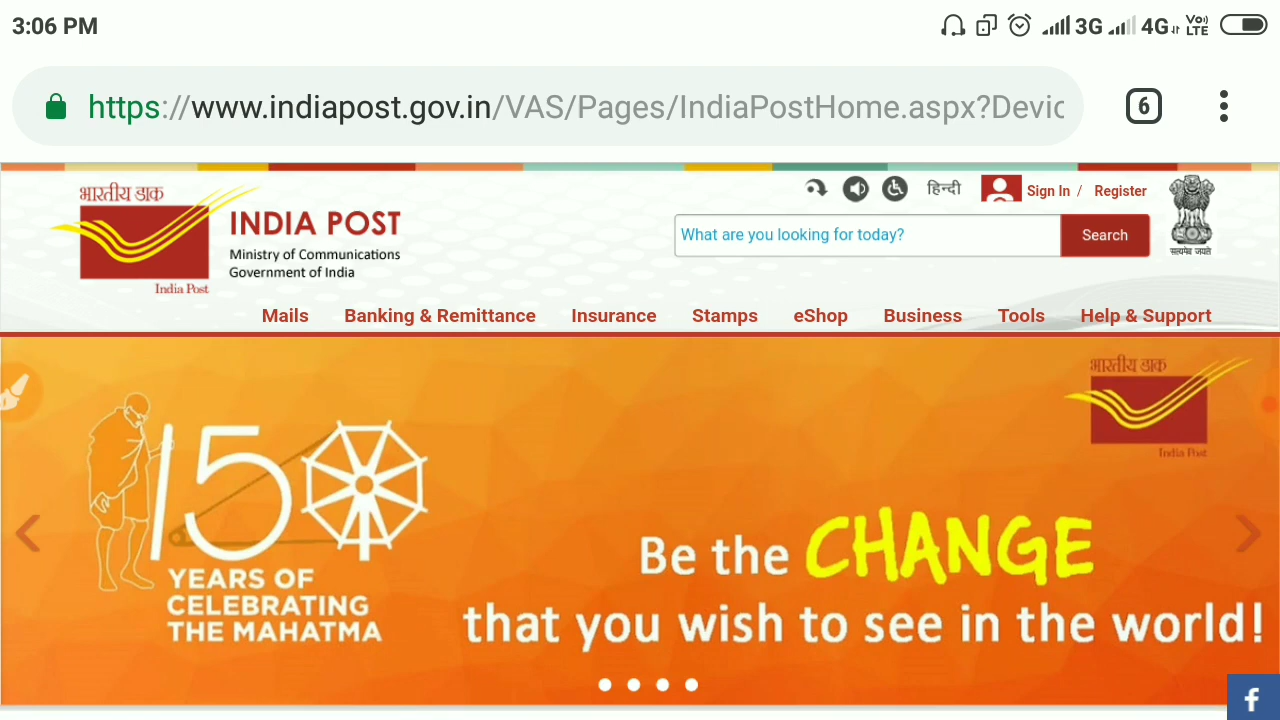 3:06 PM
3G
4G
Vo)) LTE
https://www.indiapost.gov.in/VAS/Pages/IndiaPostHome.aspx?Devic
6
भारतीय डाक
India Post
INDIA POST
Ministry of Communications
Government of India
हिन्दी
Sign In / Register
What are you looking for today?
Search
सत्यमेव जयते
Mails Banking & Remittance Insurance Stamps eShop Business Tools Help & Support
भारतीय डाक
India Post
150
YEARS OF
CELEBRATING
THE MAHATMA
Be the CHANGE
that you wish to see in the world!
f